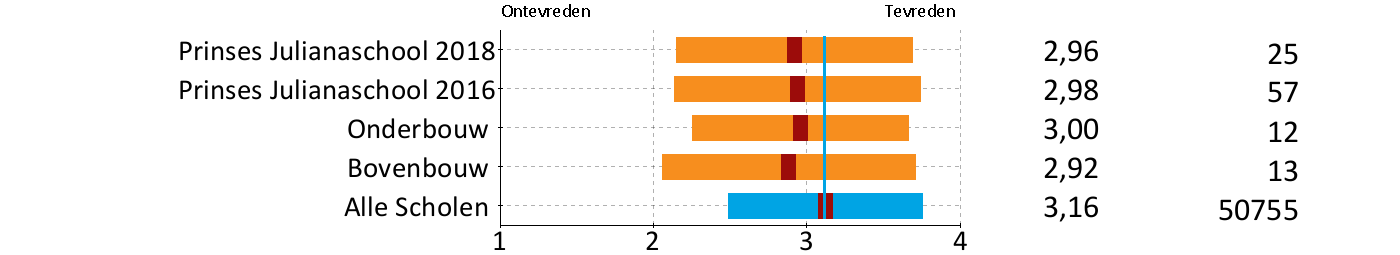 Ontevreden Tevreden
Prinses Julianaschool 2018 2,96 25
Prinses Julianaschool 2016 2,98 57
Onderbouw 3,00 12
Bovenbouw 2,92 13
Alle Scholen 3,16 50755
1 2 3 4